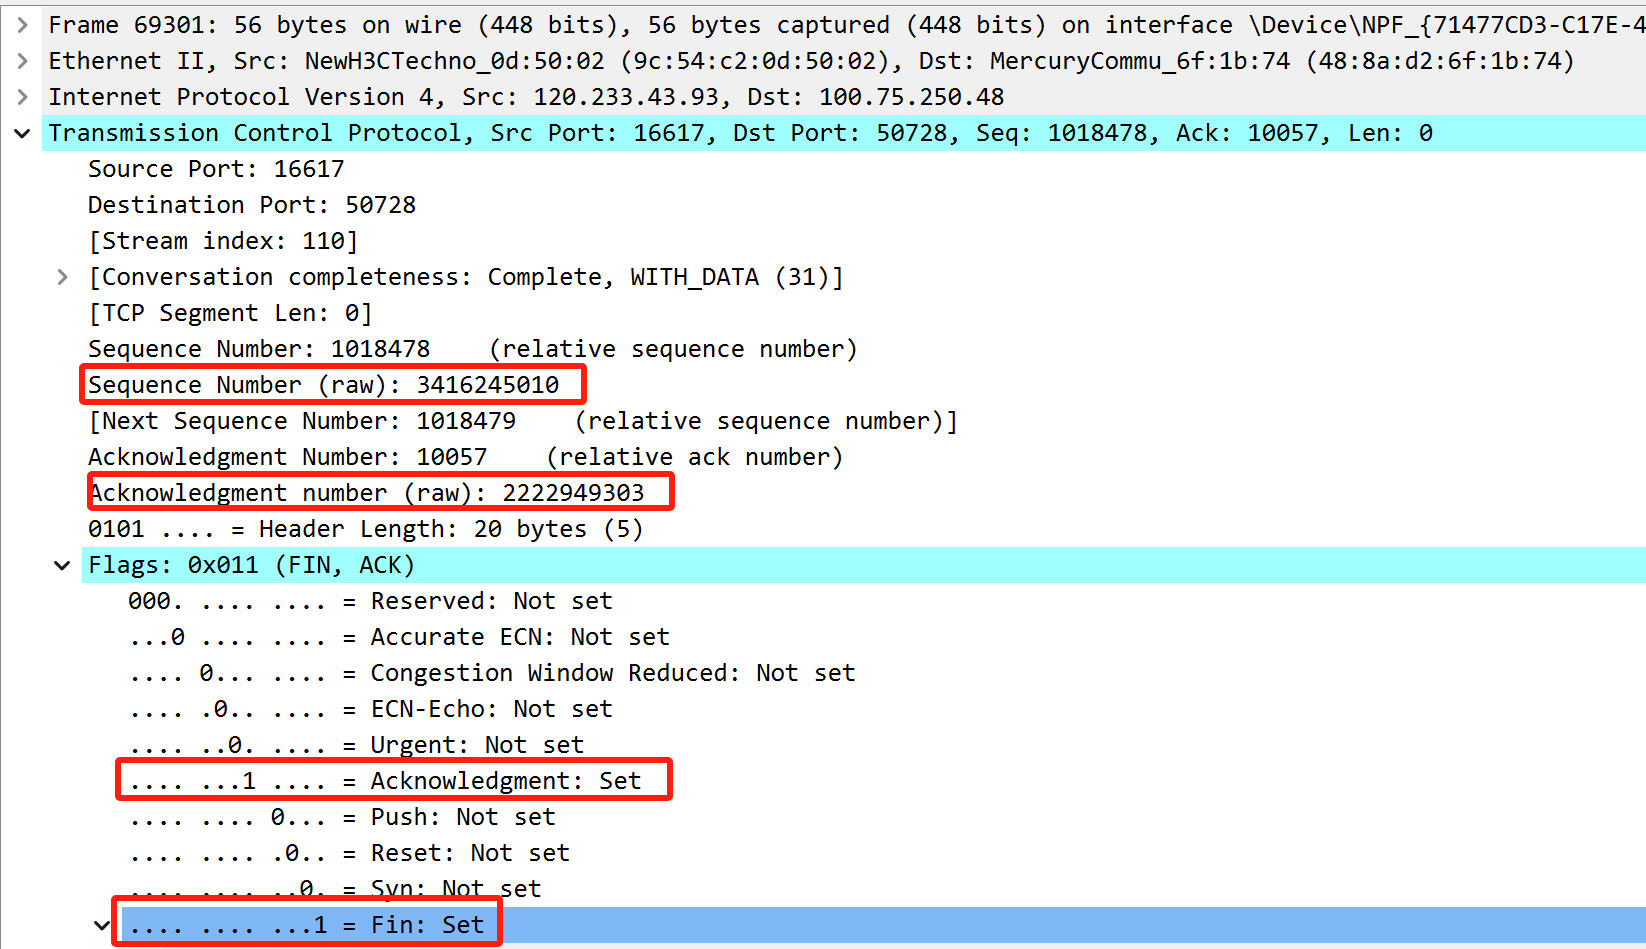 Frame 69301: 56 bytes on wire (448 bits), 56 bytes captured (448 bits) on interface \Device\NPF_{71477CD3-C17E-4
Ethernet II, Src: NewH3CTechno_0d:50:02 (9c:54:c2:0d:50:02), Dst: MercuryCommu_6f:1b:74 (48:8a:d2:6f:1b:74)
Internet Protocol Version 4, Src: 120.233.43.93, Dst: 100.75.250.48
Transmission Control Protocol, Src Port: 16617, Dst Port: 50728, Seq: 1018478, Ack: 10057, Len: 0
Source Port: 16617
Destination Port: 50728
[Stream index: 110]
[Conversation completeness: Complete, WITH_DATA (31)]
[TCP Segment Len: 0]
Sequence Number: 1018478    (relative sequence number)
Sequence Number (raw): 3416245010
[Next Sequence Number: 1018479    (relative sequence number)]
Acknowledgment Number: 10057    (relative ack number)
Acknowledgment number (raw): 2222949303
0101 .... = Header Length: 20 bytes (5)
Flags: 0x011 (FIN, ACK)
000. .... .... = Reserved: Not set
...0 .... .... = Accurate ECN: Not set
.... 0... .... = Congestion Window Reduced: Not set
.... .0.. .... = ECN-Echo: Not set
.... ..0. .... = Urgent: Not set
.... ...1 .... = Acknowledgment: Set
.... .... 0... = Push: Not set
.... .... .0.. = Reset: Not set
.... .... ..0. = Syn: Not set
.... .... ...1 = Fin: Set